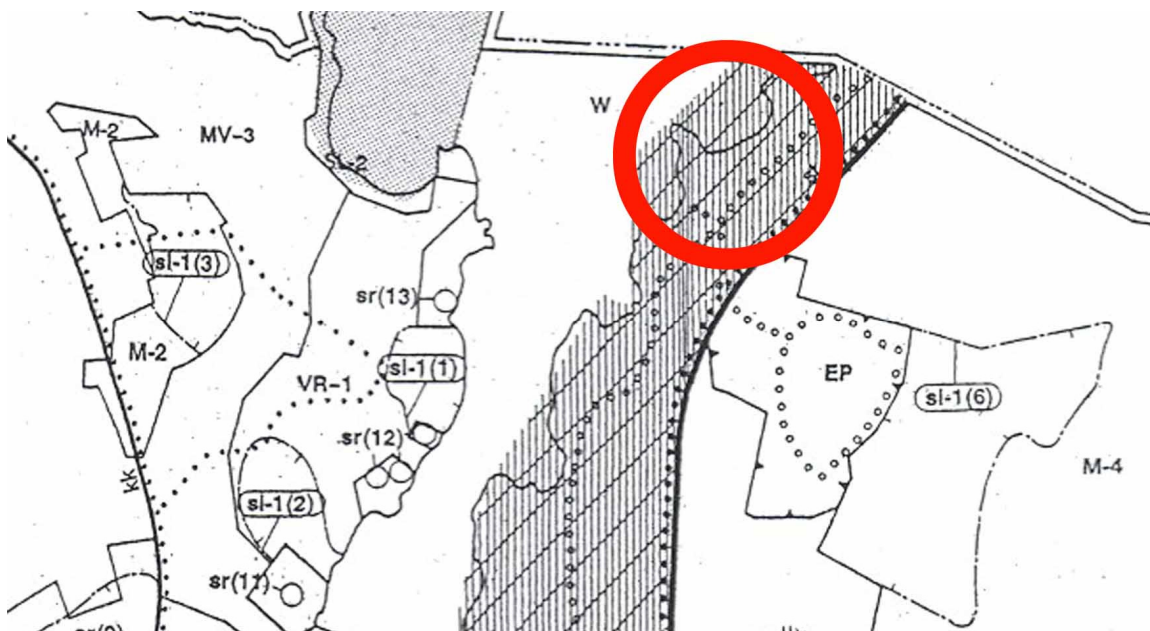 W
M-2
MV-3
SL-2
sl-1(3)
sr(13)
M-2
sl-1(1)
VR-1
EP
sl-1(6)
sr(12)
M-4
kk
sl-1(2)
sr(11)